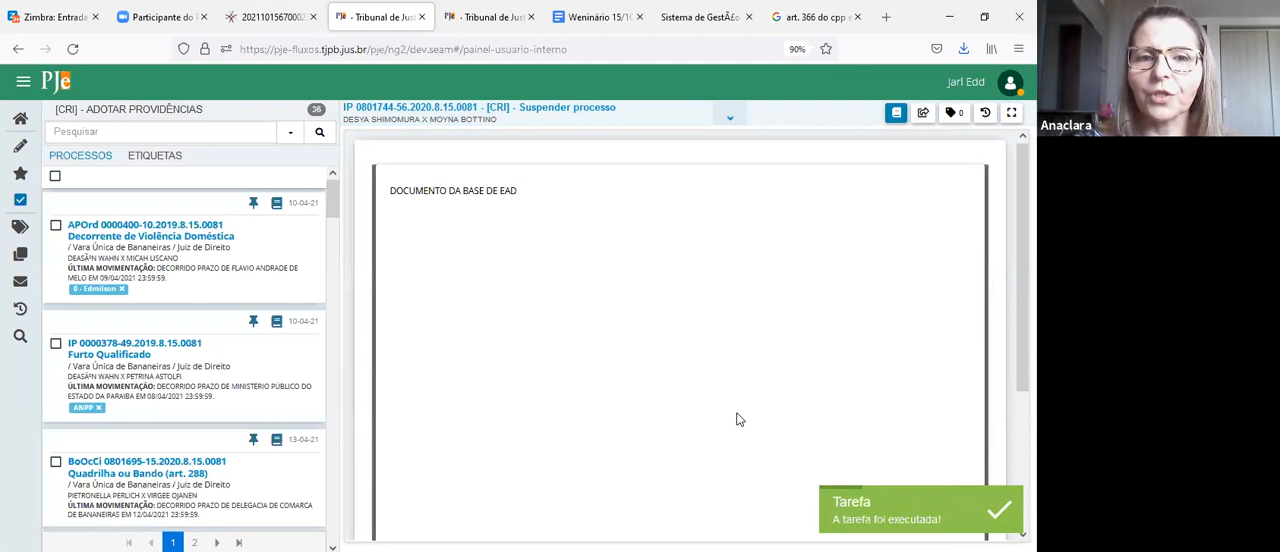 Zimbra: Entrada
Participante do F
202110156700023
PJe - Tribunal de Just
PJe - Tribunal de Just
Weninário 15/10
Sistema de GestÃ£o
art. 366 do cpp e
https://pje-fluxos.tjpb.jus.br/pje/ng2/dev.seam#/painel-usuario-interno
90%
PJe
Jarl Edd
[CRI] - ADOTAR PROVIDÊNCIAS
36
IP 0801744-56.2020.8.15.0081 - [CRI] - Suspender processo
DESYA SHIMOMURA X MOYNA BOTTINO
0
Pesquisar
PROCESSOS
ETIQUETAS
10-04-21
APOrd 0000400-10.2019.8.15.0081
Decorrente de Violência Doméstica
/ Vara Única de Bananeiras / Juiz de Direito
DEASÃªN WAHN X MICAH LISCANO
ÚLTIMA MOVIMENTAÇÃO: DECORRIDO PRAZO DE FLAVIO ANDRADE DE
MELO EM 09/04/2021 23:59:59.
0 - Edmilson ×
10-04-21
IP 0000378-49.2019.8.15.0081
Furto Qualificado
/ Vara Única de Bananeiras / Juiz de Direito
DEASÃªN WAHN X PETRINA ASTOLFI
ÚLTIMA MOVIMENTAÇÃO: DECORRIDO PRAZO DE MINISTÉRIO PÚBLICO DO
ESTADO DA PARAIBA EM 08/04/2021 23:59:59.
ANPP ×
13-04-21
BoOcCi 0801695-15.2020.8.15.0081
Quadrilha ou Bando (art. 288)
/ Vara Única de Bananeiras / Juiz de Direito
PIETRONELLA PERLICH X VIRGEE OJANEN
ÚLTIMA MOVIMENTAÇÃO: DECORRIDO PRAZO DE DELEGACIA DE COMARCA
DE BANANEIRAS EM 12/04/2021 23:59:59.
1 2
DOCUMENTO DA BASE DE EAD
Tarefa
A tarefa foi executada!
Anaclara